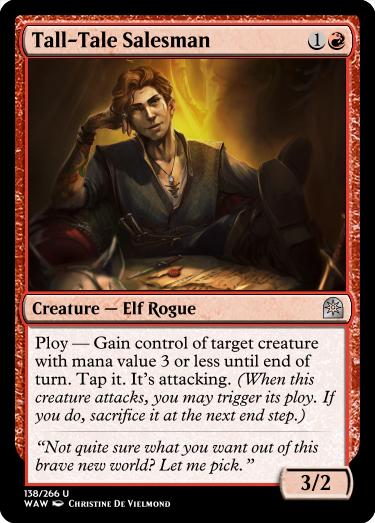 Tall-Tale Salesman 1
Creature — Elf Rogue
Ploy — Gain control of target creature
with mana value 3 or less until end of
turn. Tap it. It's attacking. (When this
creature attacks, you may trigger its ploy. If
you do, sacrifice it at the next end step.)
"Not quite sure what you want out of this
brave new world? Let me pick."
3/2
138/266 U
WAW Christine De Vielmond